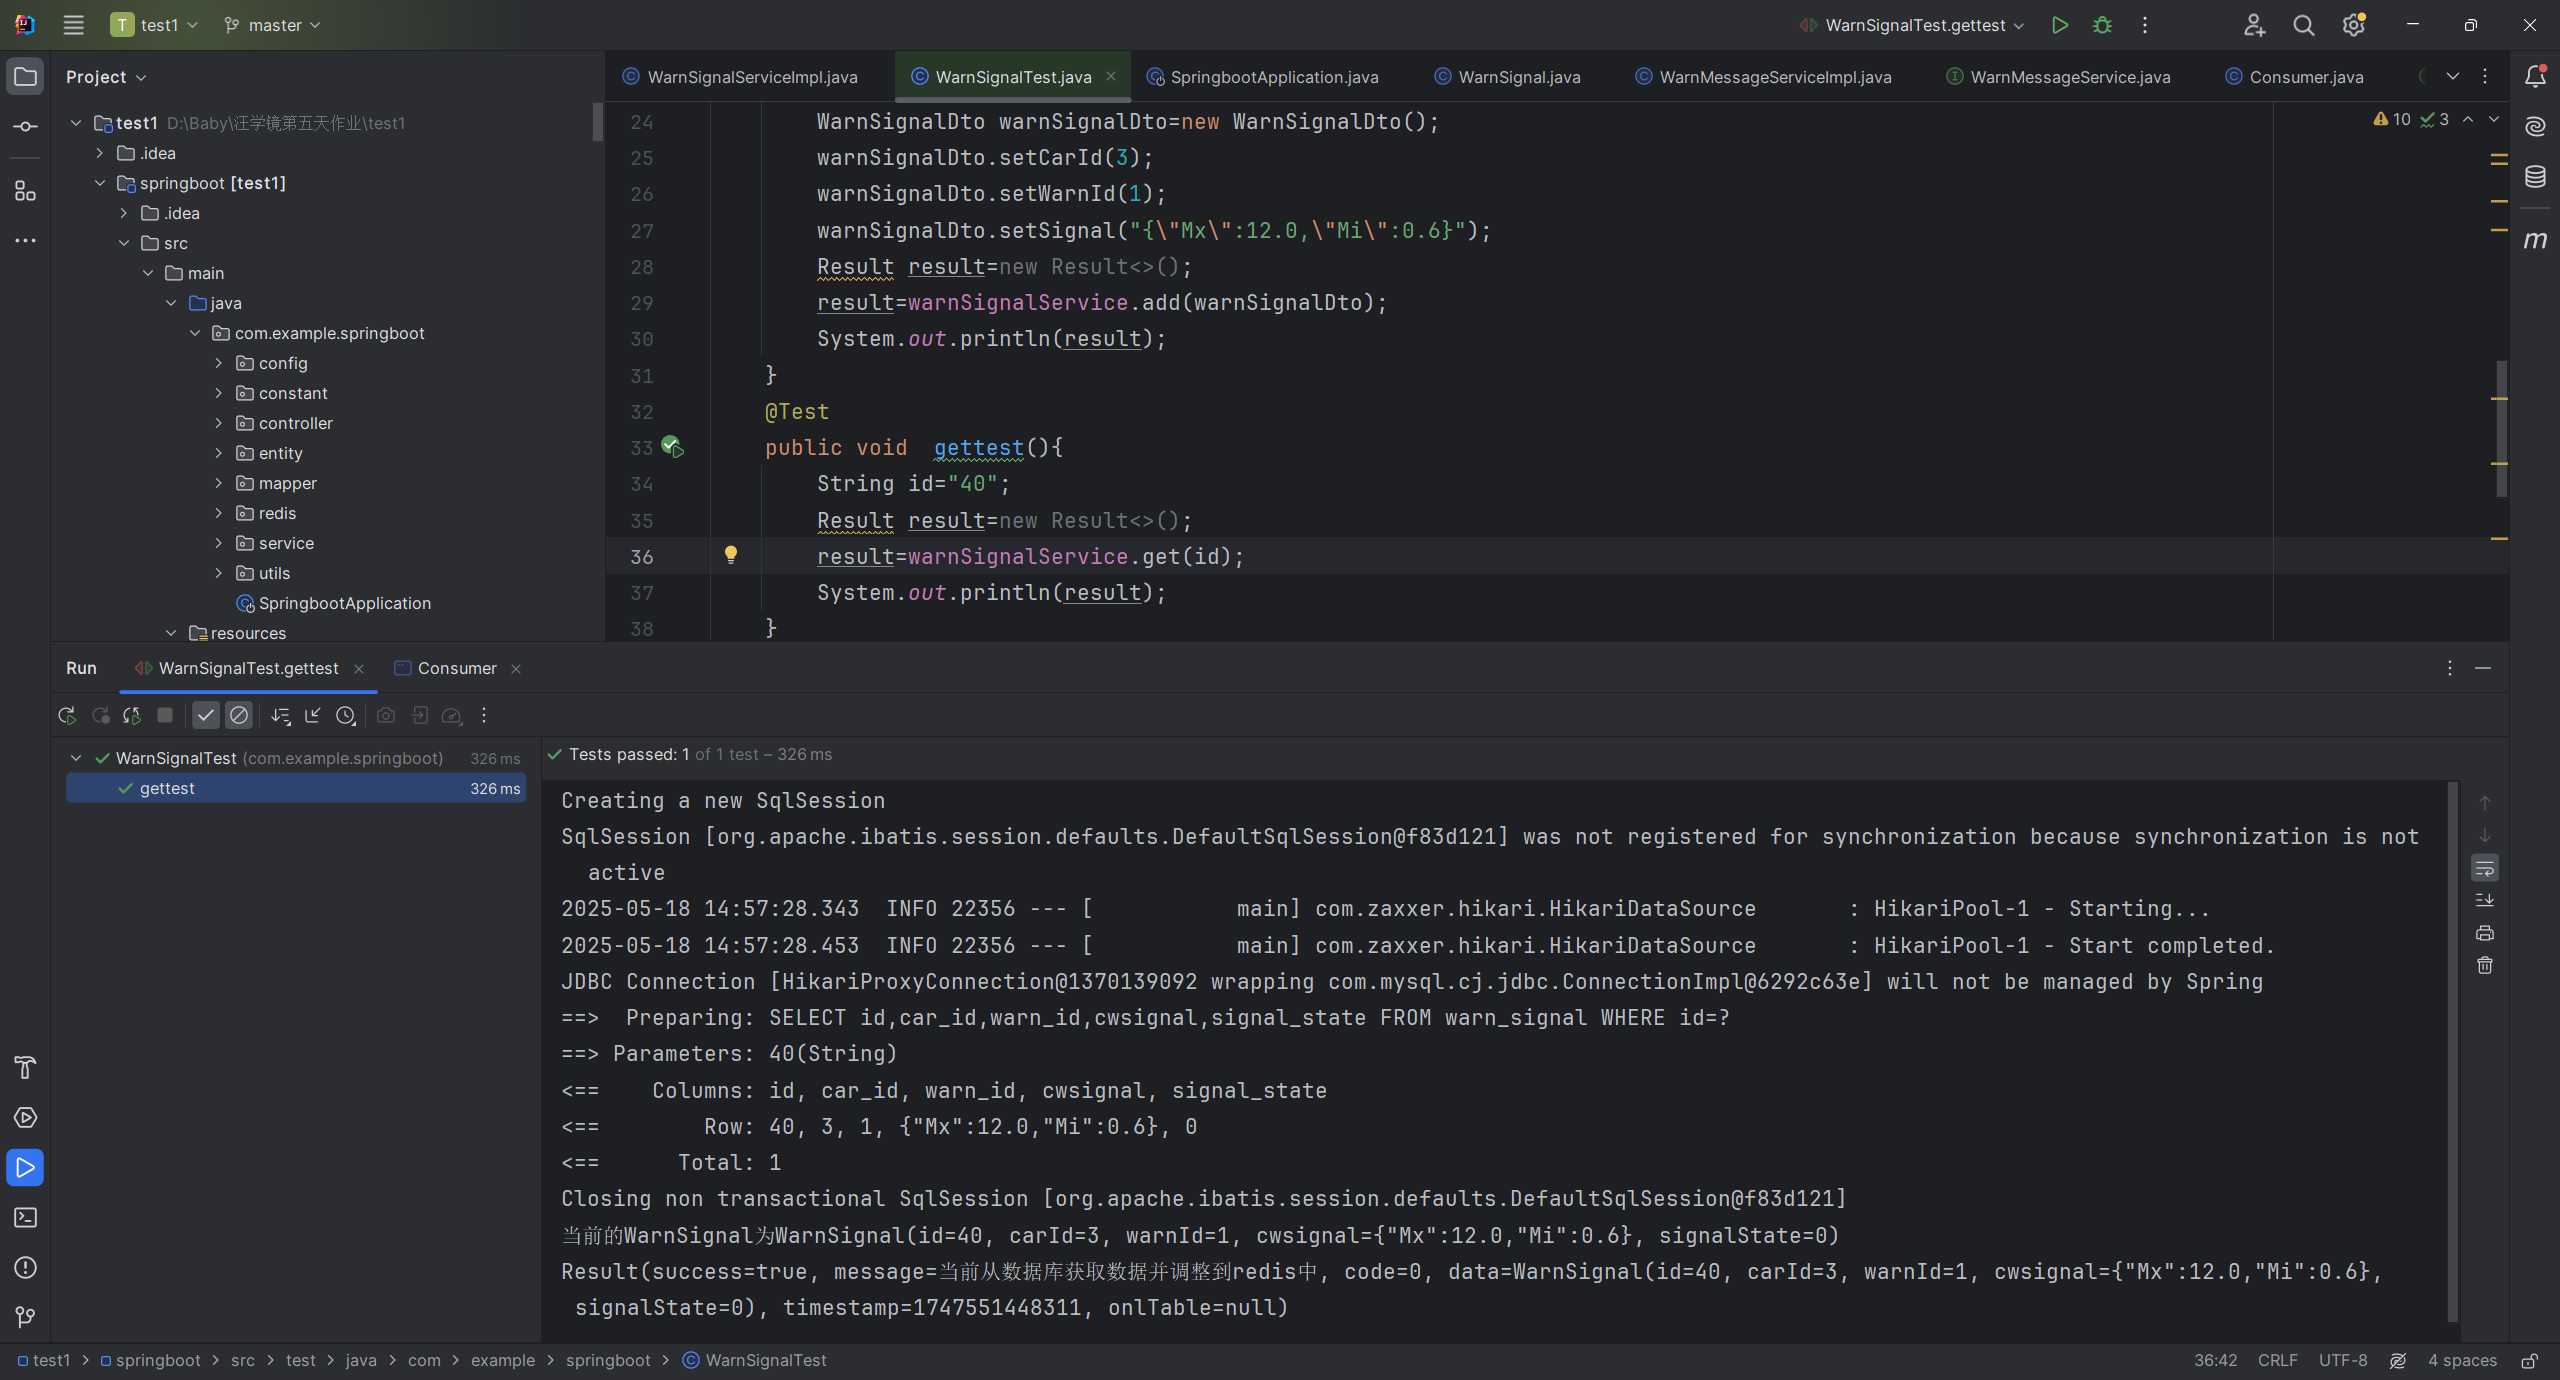 T test1 master WarnSignalTest.gettest
Project
WarnSignalServiceImpl.java WarnSignalTest.java SpringbootApplication.java WarnSignal.java WarnMessageServiceImpl.java WarnMessageService.java Consumer.java
test1 D:\Baby\汪学镜第五天作业\test1
.idea
springboot [test1]
.idea
src
main
java
com.example.springboot
config
constant
controller
entity
mapper
redis
service
utils
SpringbootApplication
resources
10 3
24 WarnSignalDto warnSignalDto=new WarnSignalDto();
25 warnSignalDto.setCarId(3);
26 warnSignalDto.setWarnId(1);
27 warnSignalDto.setSignal("{\"Mx\":12.0,\"Mi\":0.6}");
28 Result result=new Result<>();
29 result=warnSignalService.add(warnSignalDto);
30 System.out.println(result);
31 }
32 @Test
33 public void  gettest(){
34 String id="40";
35 Result result=new Result<>();
36 result=warnSignalService.get(id);
37 System.out.println(result);
38 }
Run WarnSignalTest.gettest Consumer
WarnSignalTest (com.example.springboot) 326 ms
gettest 326 ms
Tests passed: 1 of 1 test – 326 ms
Creating a new SqlSession
SqlSession [org.apache.ibatis.session.defaults.DefaultSqlSession@f83d121] was not registered for synchronization because synchronization is not
active
2025-05-18 14:57:28.343  INFO 22356 --- [           main] com.zaxxer.hikari.HikariDataSource       : HikariPool-1 - Starting...
2025-05-18 14:57:28.453  INFO 22356 --- [           main] com.zaxxer.hikari.HikariDataSource       : HikariPool-1 - Start completed.
JDBC Connection [HikariProxyConnection@1370139092 wrapping com.mysql.cj.jdbc.ConnectionImpl@6292c63e] will not be managed by Spring
==>  Preparing: SELECT id,car_id,warn_id,cwsignal,signal_state FROM warn_signal WHERE id=?
==> Parameters: 40(String)
<==    Columns: id, car_id, warn_id, cwsignal, signal_state
<==        Row: 40, 3, 1, {"Mx":12.0,"Mi":0.6}, 0
<==      Total: 1
Closing non transactional SqlSession [org.apache.ibatis.session.defaults.DefaultSqlSession@f83d121]
当前的WarnSignal为WarnSignal(id=40, carId=3, warnId=1, cwsignal={"Mx":12.0,"Mi":0.6}, signalState=0)
Result(success=true, message=当前从数据库获取数据并调整到redis中, code=0, data=WarnSignal(id=40, carId=3, warnId=1, cwsignal={"Mx":12.0,"Mi":0.6},
signalState=0), timestamp=1747551448311, onlTable=null)
test1 > springboot > src > test > java > com > example > springboot > WarnSignalTest 36:42 CRLF UTF-8 4 spaces